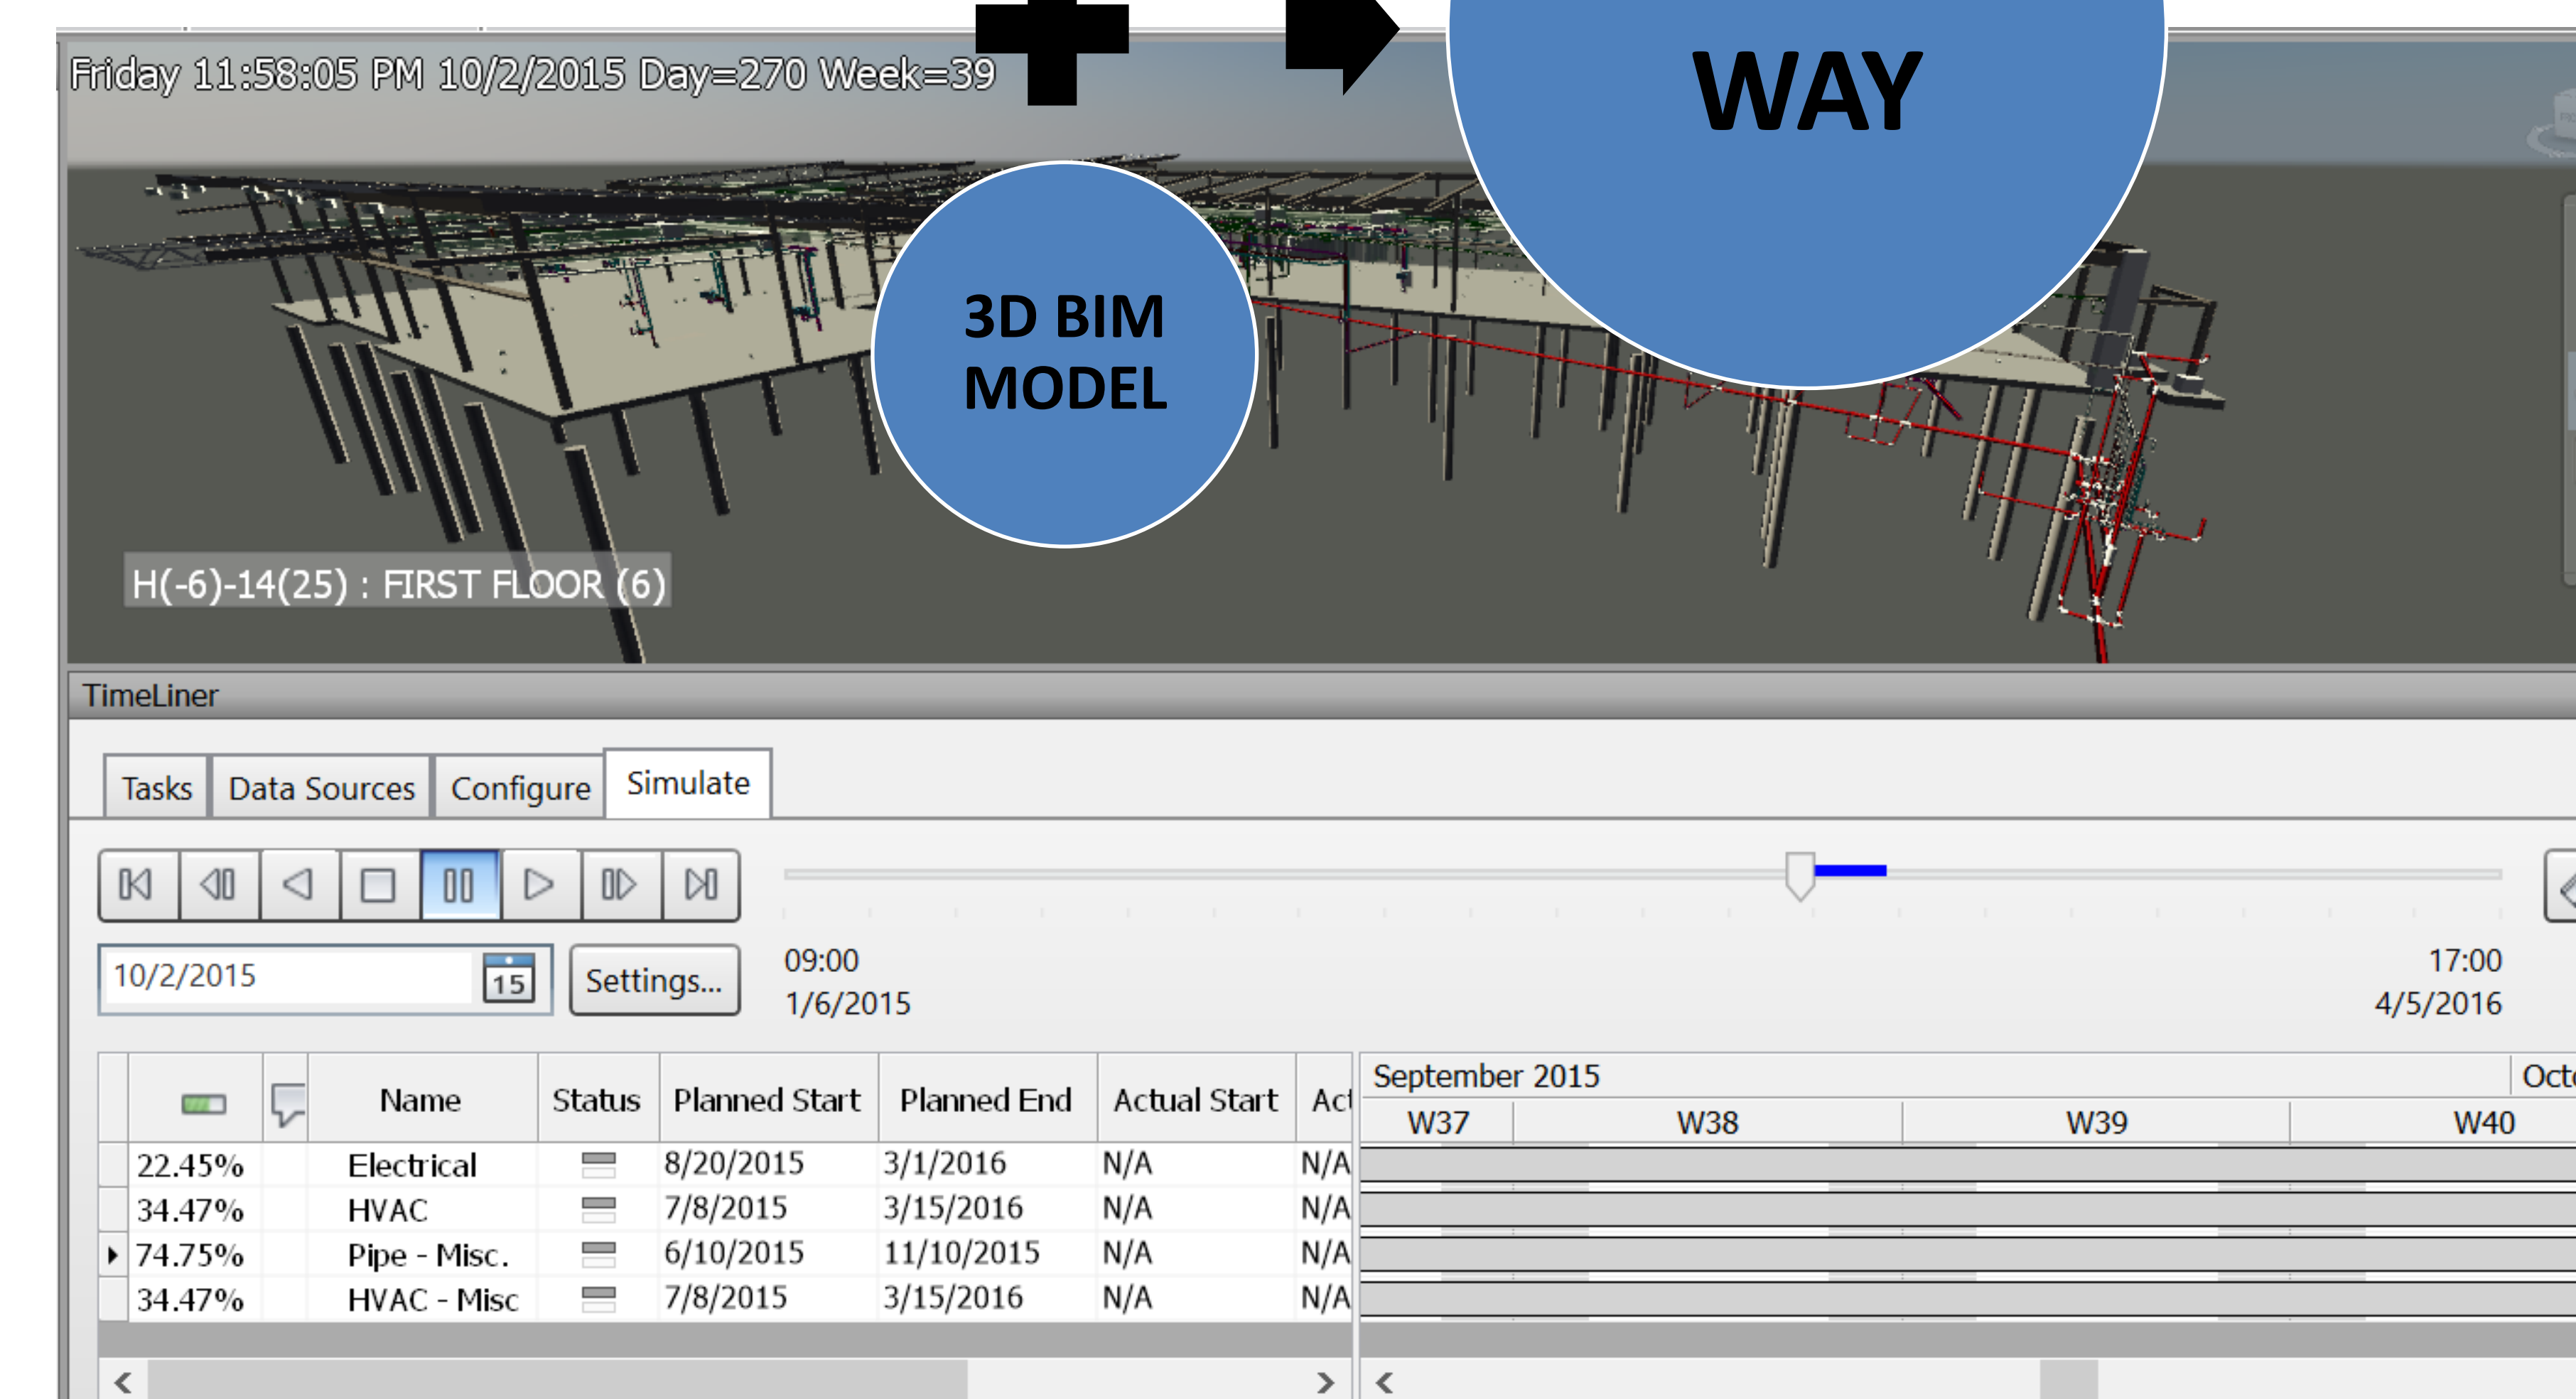 WAY
Friday 11:58:05 PM 10/2/2015 Day=270 Week=39
3D BIM
MODEL
H(-6)-14(25) : FIRST FLOOR (6)
TimeLiner
Tasks Data Sources Configure Simulate
10/2/2015 15 Settings...
09:00 17:00
1/6/2015 4/5/2016
Name Status Planned Start Planned End Actual Start
September 2015
W37 W38 W39 W40
22.45% Electrical 8/20/2015 3/1/2016 N/A N/A
34.47% HVAC 7/8/2015 3/15/2016 N/A N/A
74.75% Pipe - Misc. 6/10/2015 11/10/2015 N/A N/A
34.47% HVAC - Misc 7/8/2015 3/15/2016 N/A N/A